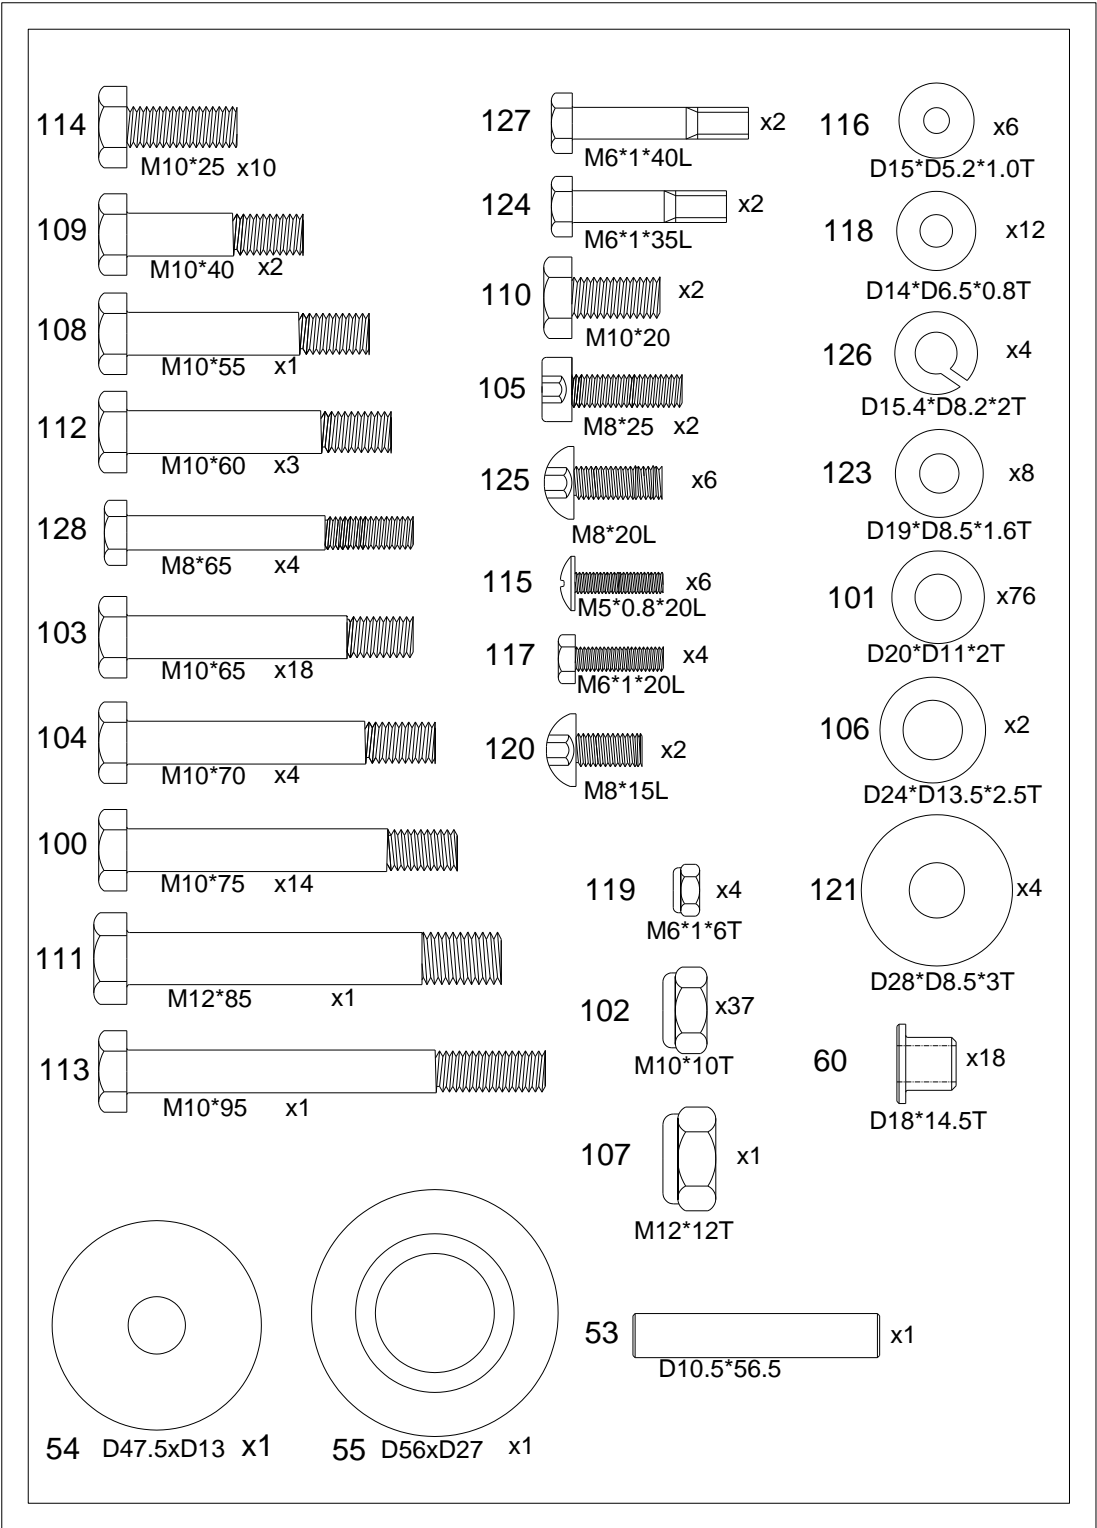 114
M10*25 x10
109
M10*40 x2
108
M10*55 x1
112
M10*60 x3
128
M8*65 x4
103
M10*65 x18
104
M10*70 x4
100
M10*75 x14
111
M12*85 x1
113
M10*95 x1
127 x2
M6*1*40L
124 x2
M6*1*35L
110 x2
M10*20
105
M8*25 x2
125 x6
M8*20L
115 x6
M5*0.8*20L
117 x4
M6*1*20L
120 x2
M8*15L
119 x4
M6*1*6T
102 x37
M10*10T
107 x1
M12*12T
116 x6
D15*D5.2*1.0T
118 x12
D14*D6.5*0.8T
126 x4
D15.4*D8.2*2T
123 x8
D19*D8.5*1.6T
101 x76
D20*D11*2T
106 x2
D24*D13.5*2.5T
121 x4
D28*D8.5*3T
60 x18
D18*14.5T
53 x1
D10.5*56.5
54 D47.5xD13 x1
55 D56xD27 x1